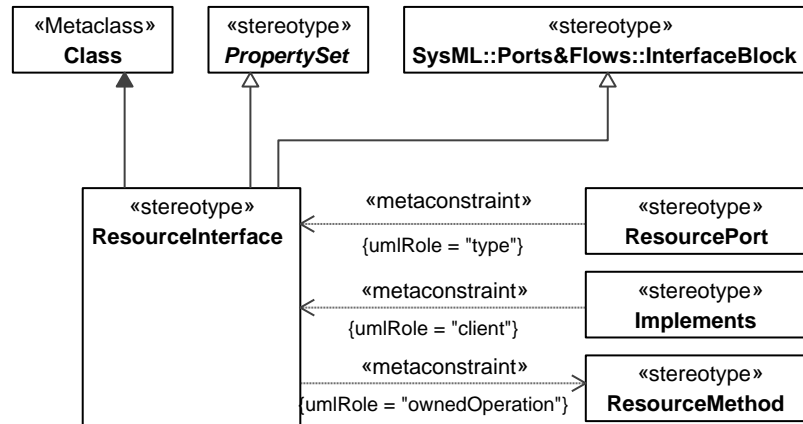 «Metaclass»
Class
«stereotype»
PropertySet
«stereotype»
SysML::Ports&Flows::InterfaceBlock
«stereotype»
ResourceInterface
«metaconstraint»
{umlRole = "type"}
«stereotype»
ResourcePort
«metaconstraint»
{umlRole = "client"}
«stereotype»
Implements
«metaconstraint»
{umlRole = "ownedOperation"}
«stereotype»
ResourceMethod